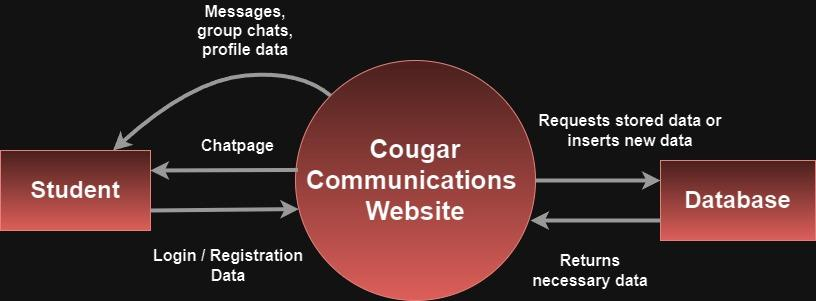 Messages,
group chats,
profile data
Chatpage
Student
Login / Registration
Data
Cougar
Communications
Website
Requests stored data or
inserts new data
Database
Returns
necessary data